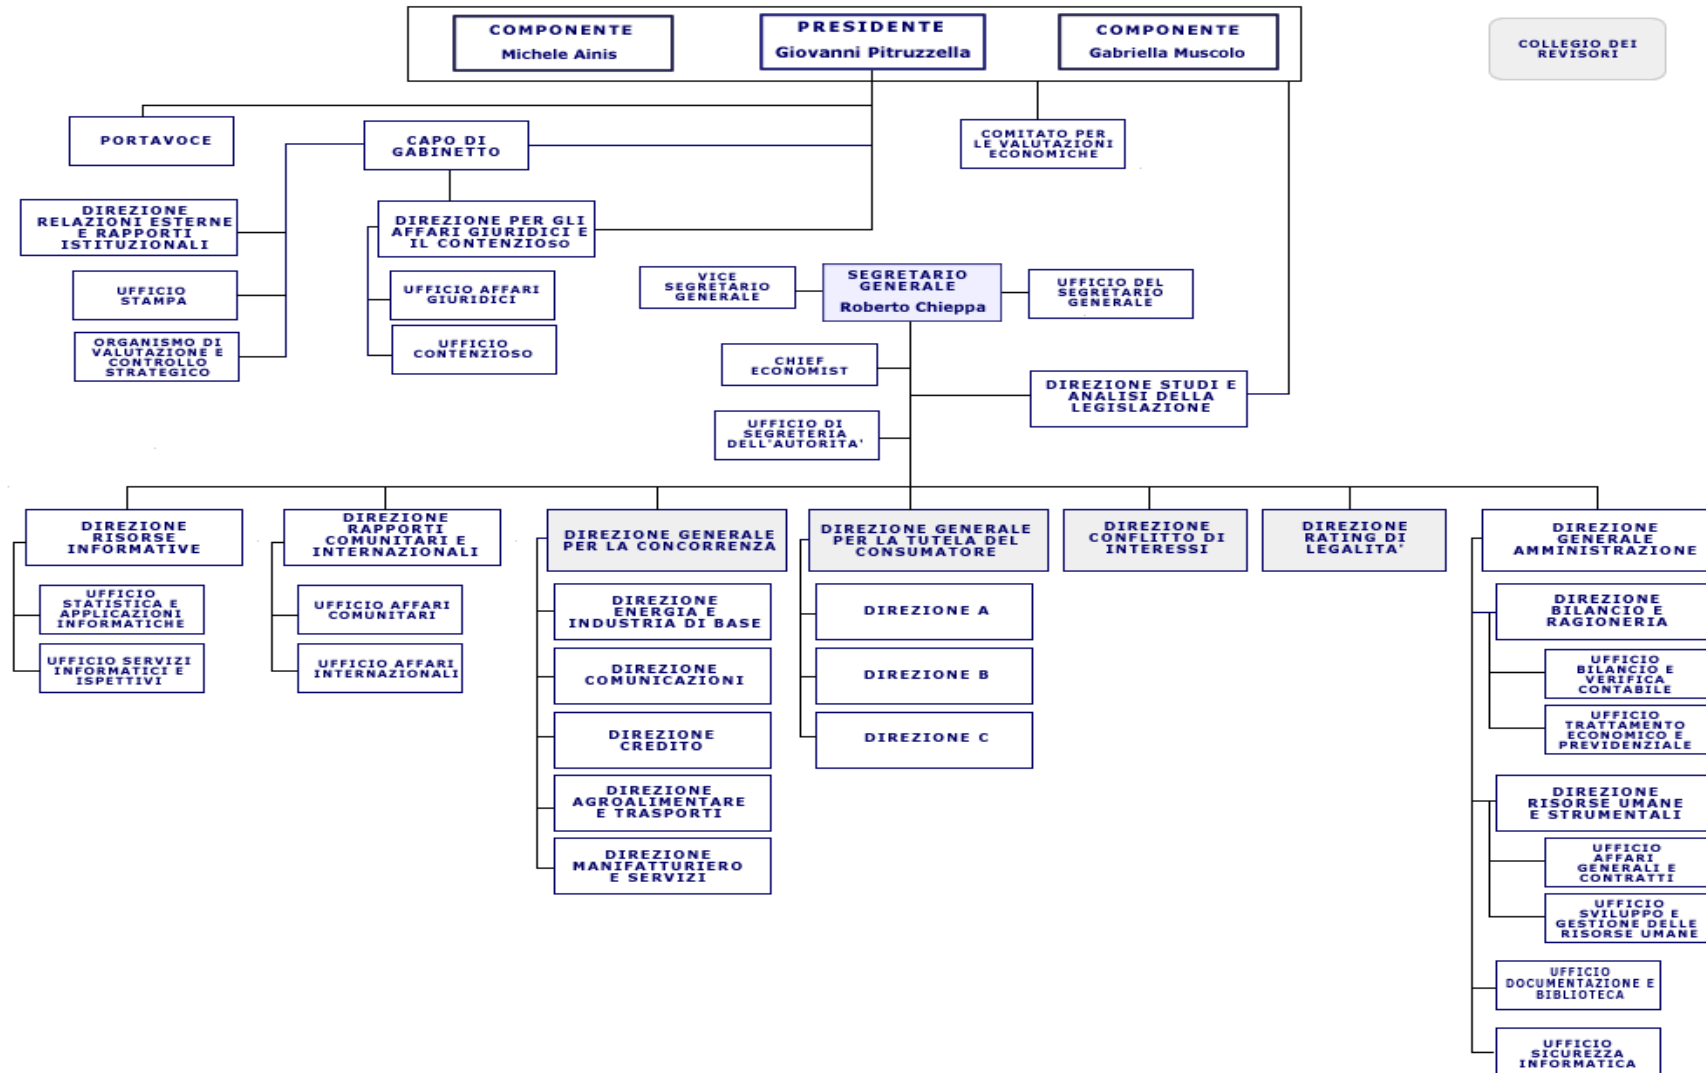 COMPONENTE
Michele Ainis
PRESIDENTE
Giovanni Pitruzzella
COMPONENTE
Gabriella Muscolo
COLLEGIO DEI
REVISORI
PORTAVOCE
CAPO DI
GABINETTO
COMITATO PER
LE VALUTAZIONI
ECONOMICHE
DIREZIONE
RELAZIONI ESTERNE
E RAPPORTI
ISTITUZIONALI
DIREZIONE PER GLI
AFFARI GIURIDICI E
IL CONTENZIOSO
UFFICIO
STAMPA
UFFICIO AFFARI
GIURIDICI
VICE
SEGRETARIO
GENERALE
SEGRETARIO
GENERALE
Roberto Chieppa
UFFICIO DEL
SEGRETARIO
GENERALE
ORGANISMO DI
VALUTAZIONE E
CONTROLLO
STRATEGICO
UFFICIO
CONTENZIOSO
CHIEF
ECONOMIST
DIREZIONE STUDI E
ANALISI DELLA
LEGISLAZIONE
UFFICIO DI
SEGRETERIA
DELL'AUTORITA'
DIREZIONE
RISORSE
INFORMATIVE
DIREZIONE
RAPPORTI
COMUNITARI E
INTERNAZIONALI
DIREZIONE GENERALE
PER LA CONCORRENZA
DIREZIONE GENERALE
PER LA TUTELA DEL
CONSUMATORE
DIREZIONE
CONFLITTO DI
INTERESSI
DIREZIONE
RATING DI
LEGALITA'
DIREZIONE
GENERALE
AMMINISTRAZIONE
UFFICIO
STATISTICA E
APPLICAZIONI
INFORMATICHE
UFFICIO SERVIZI
INFORMATICI E
ISPETTIVI
UFFICIO AFFARI
COMUNITARI
UFFICIO AFFARI
INTERNAZIONALI
DIREZIONE
ENERGIA E
INDUSTRIA DI BASE
DIREZIONE
COMUNICAZIONI
DIREZIONE
CREDITO
DIREZIONE
AGROALIMENTARE
E TRASPORTI
DIREZIONE
MANIFATTURIERO
E SERVIZI
DIREZIONE A
DIREZIONE B
DIREZIONE C
DIREZIONE
BILANCIO E
RAGIONERIA
UFFICIO
BILANCIO E
VERIFICA
CONTABILE
UFFICIO
TRATTAMENTO
ECONOMICO E
PREVIDENZIALE
DIREZIONE
RISORSE UMANE
E STRUMENTALI
UFFICIO
AFFARI
GENERALI E
CONTRATTI
UFFICIO
SVILUPPO E
GESTIONE DELLE
RISORSE UMANE
UFFICIO
DOCUMENTAZIONE E
BIBLIOTECA
UFFICIO
SICUREZZA
INFORMATICA